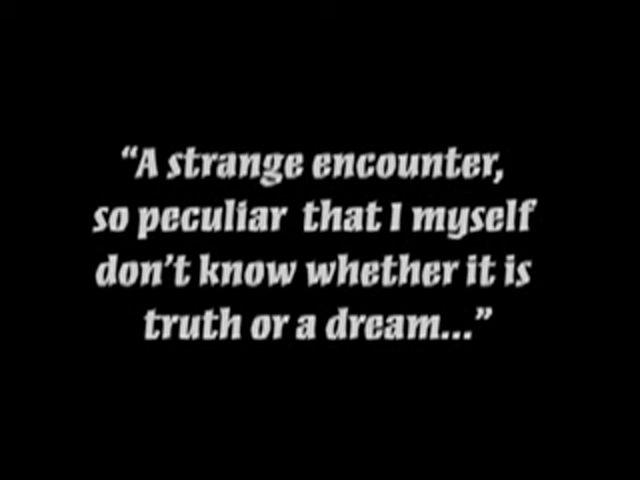 “A strange encounter,
so peculiar that I myself
don’t know whether it is
truth or a dream...”